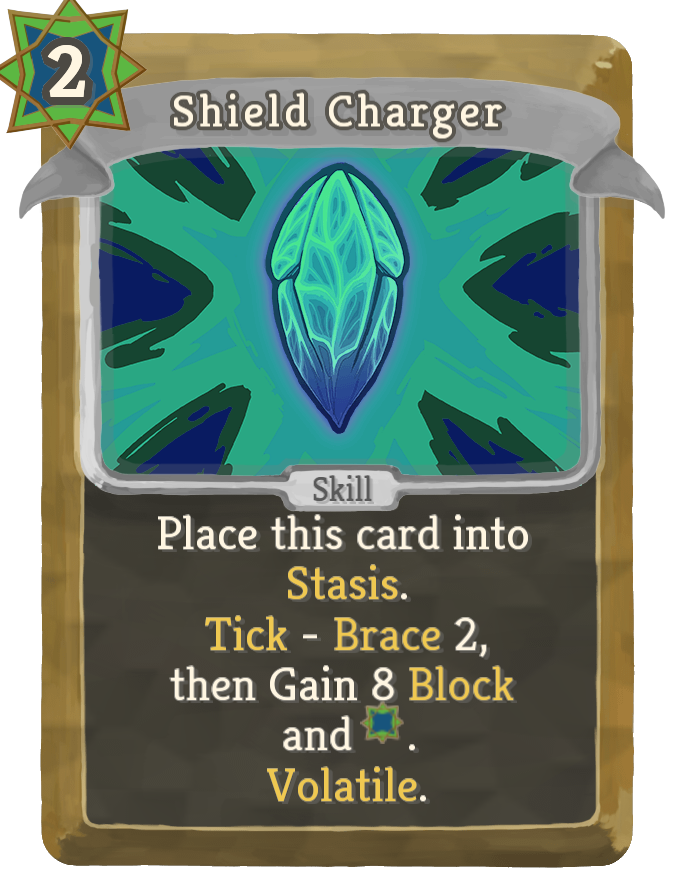 2
Shield Charger
Skill
Place this card into
Stasis.
Tick - Brace 2,
then Gain 8 Block
and .
Volatile.